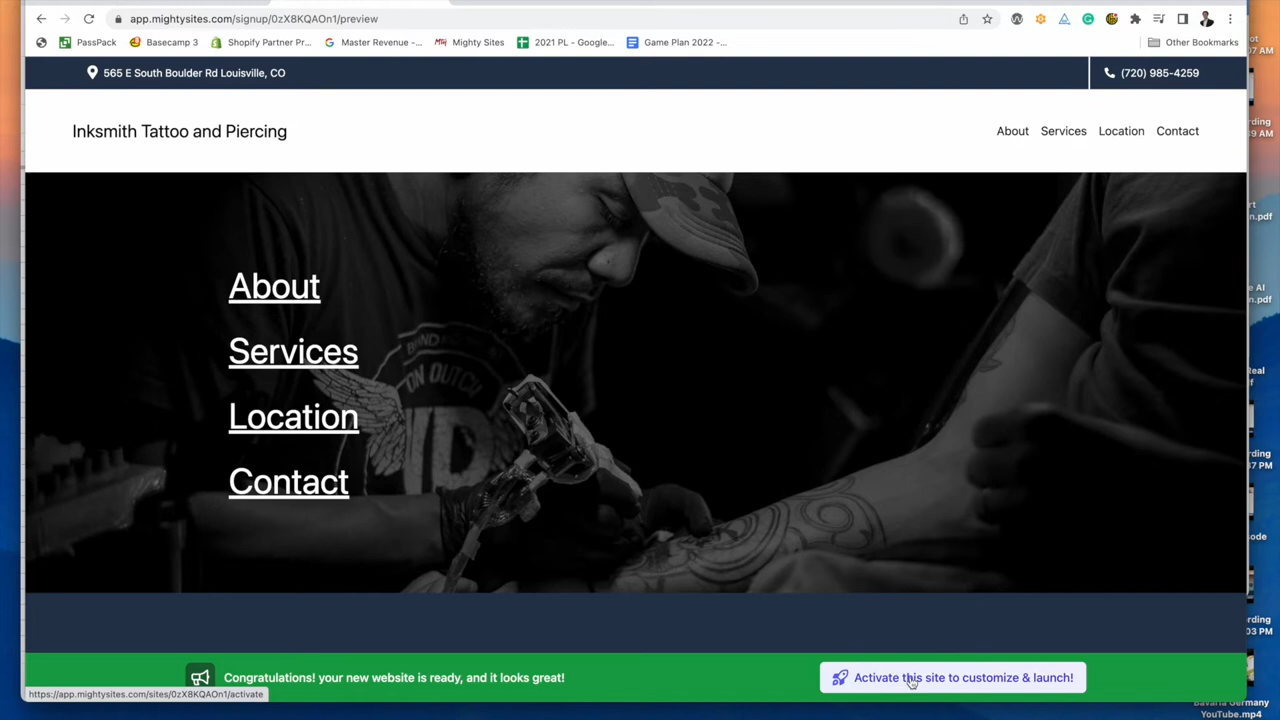 app.mightysites.com/signup/0zX8KQAOn1/preview
PassPack
Basecamp 3
Shopify Partner Pr...
Master Revenue -...
Mighty Sites
2021 PL - Google...
Game Plan 2022 -...
Other Bookmarks
565 E South Boulder Rd Louisville, CO
(720) 985-4259
Inksmith Tattoo and Piercing
About Services Location Contact
About
Services
Location
Contact
Congratulations! your new website is ready, and it looks great!
Activate this site to customize & launch!
https://app.mightysites.com/sites/0zX8KQAOn1/activate
YouTube.mp4